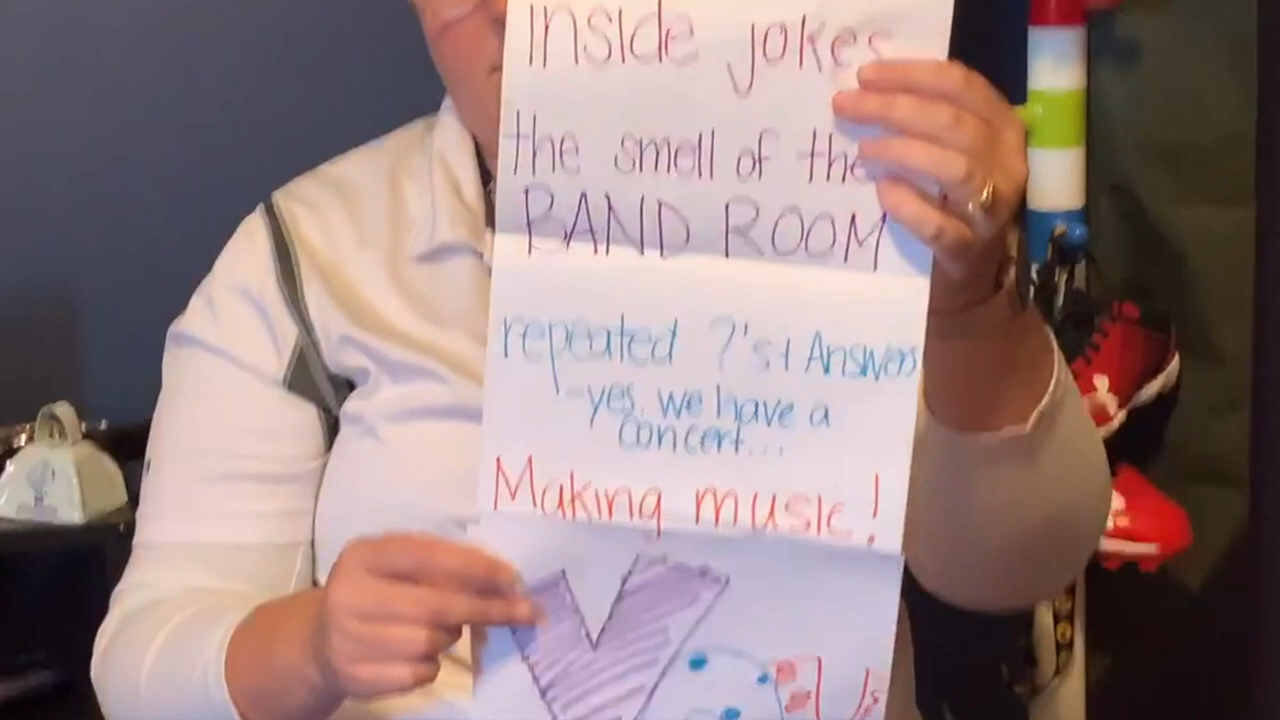 inside jokes
the smell of the
BAND ROOM
repeated ?'s + Answers
-yes, we have a
concert...
Making music!
V